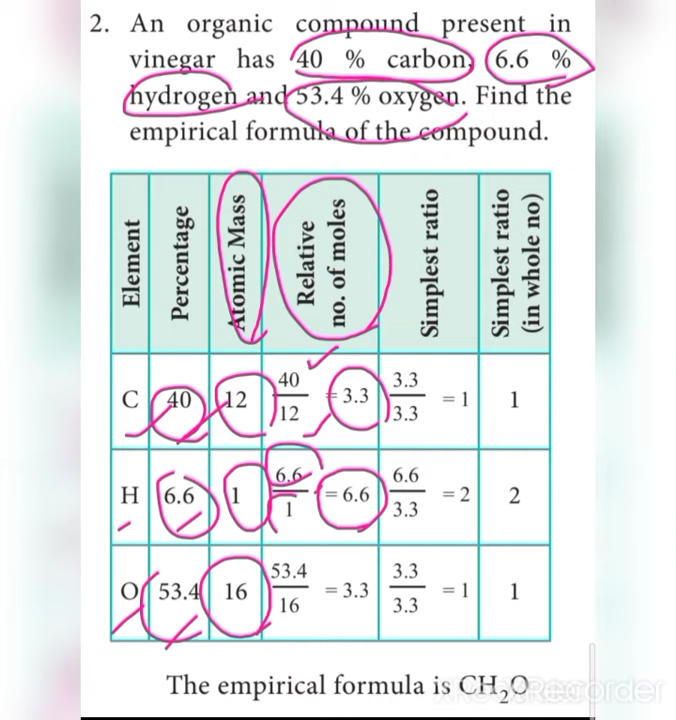 2. An organic compound present in
vinegar has 40 % carbon, 6.6 %
hydrogen and 53.4 % oxygen. Find the
empirical formula of the compound.
Element Percentage Atomic Mass Relative no. of moles Simplest ratio Simplest ratio (in whole no)
C 40 12 40/12 = 3.3 3.3/3.3 = 1 1
H 6.6 1 6.6/1 = 6.6 6.6/3.3 = 2 2
O 53.4 16 53.4/16 = 3.3 3.3/3.3 = 1 1
The empirical formula is CH₂O